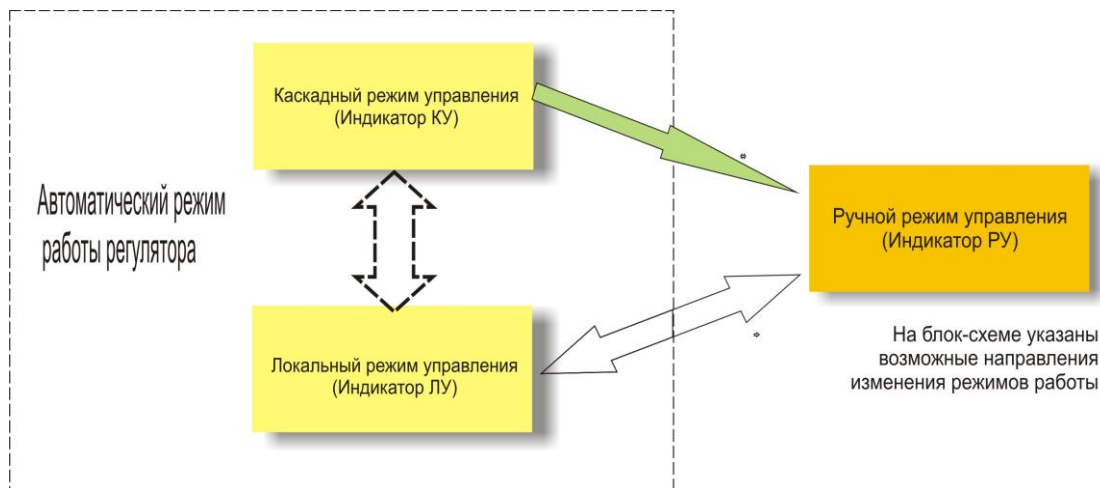 Каскадный режим управления
(Индикатор КУ)
Автоматический режим
работы регулятора
Ручной режим управления
(Индикатор РУ)
Локальный режим управления
(Индикатор ЛУ)
На блок-схеме указаны
возможные направления
изменения режимов работы